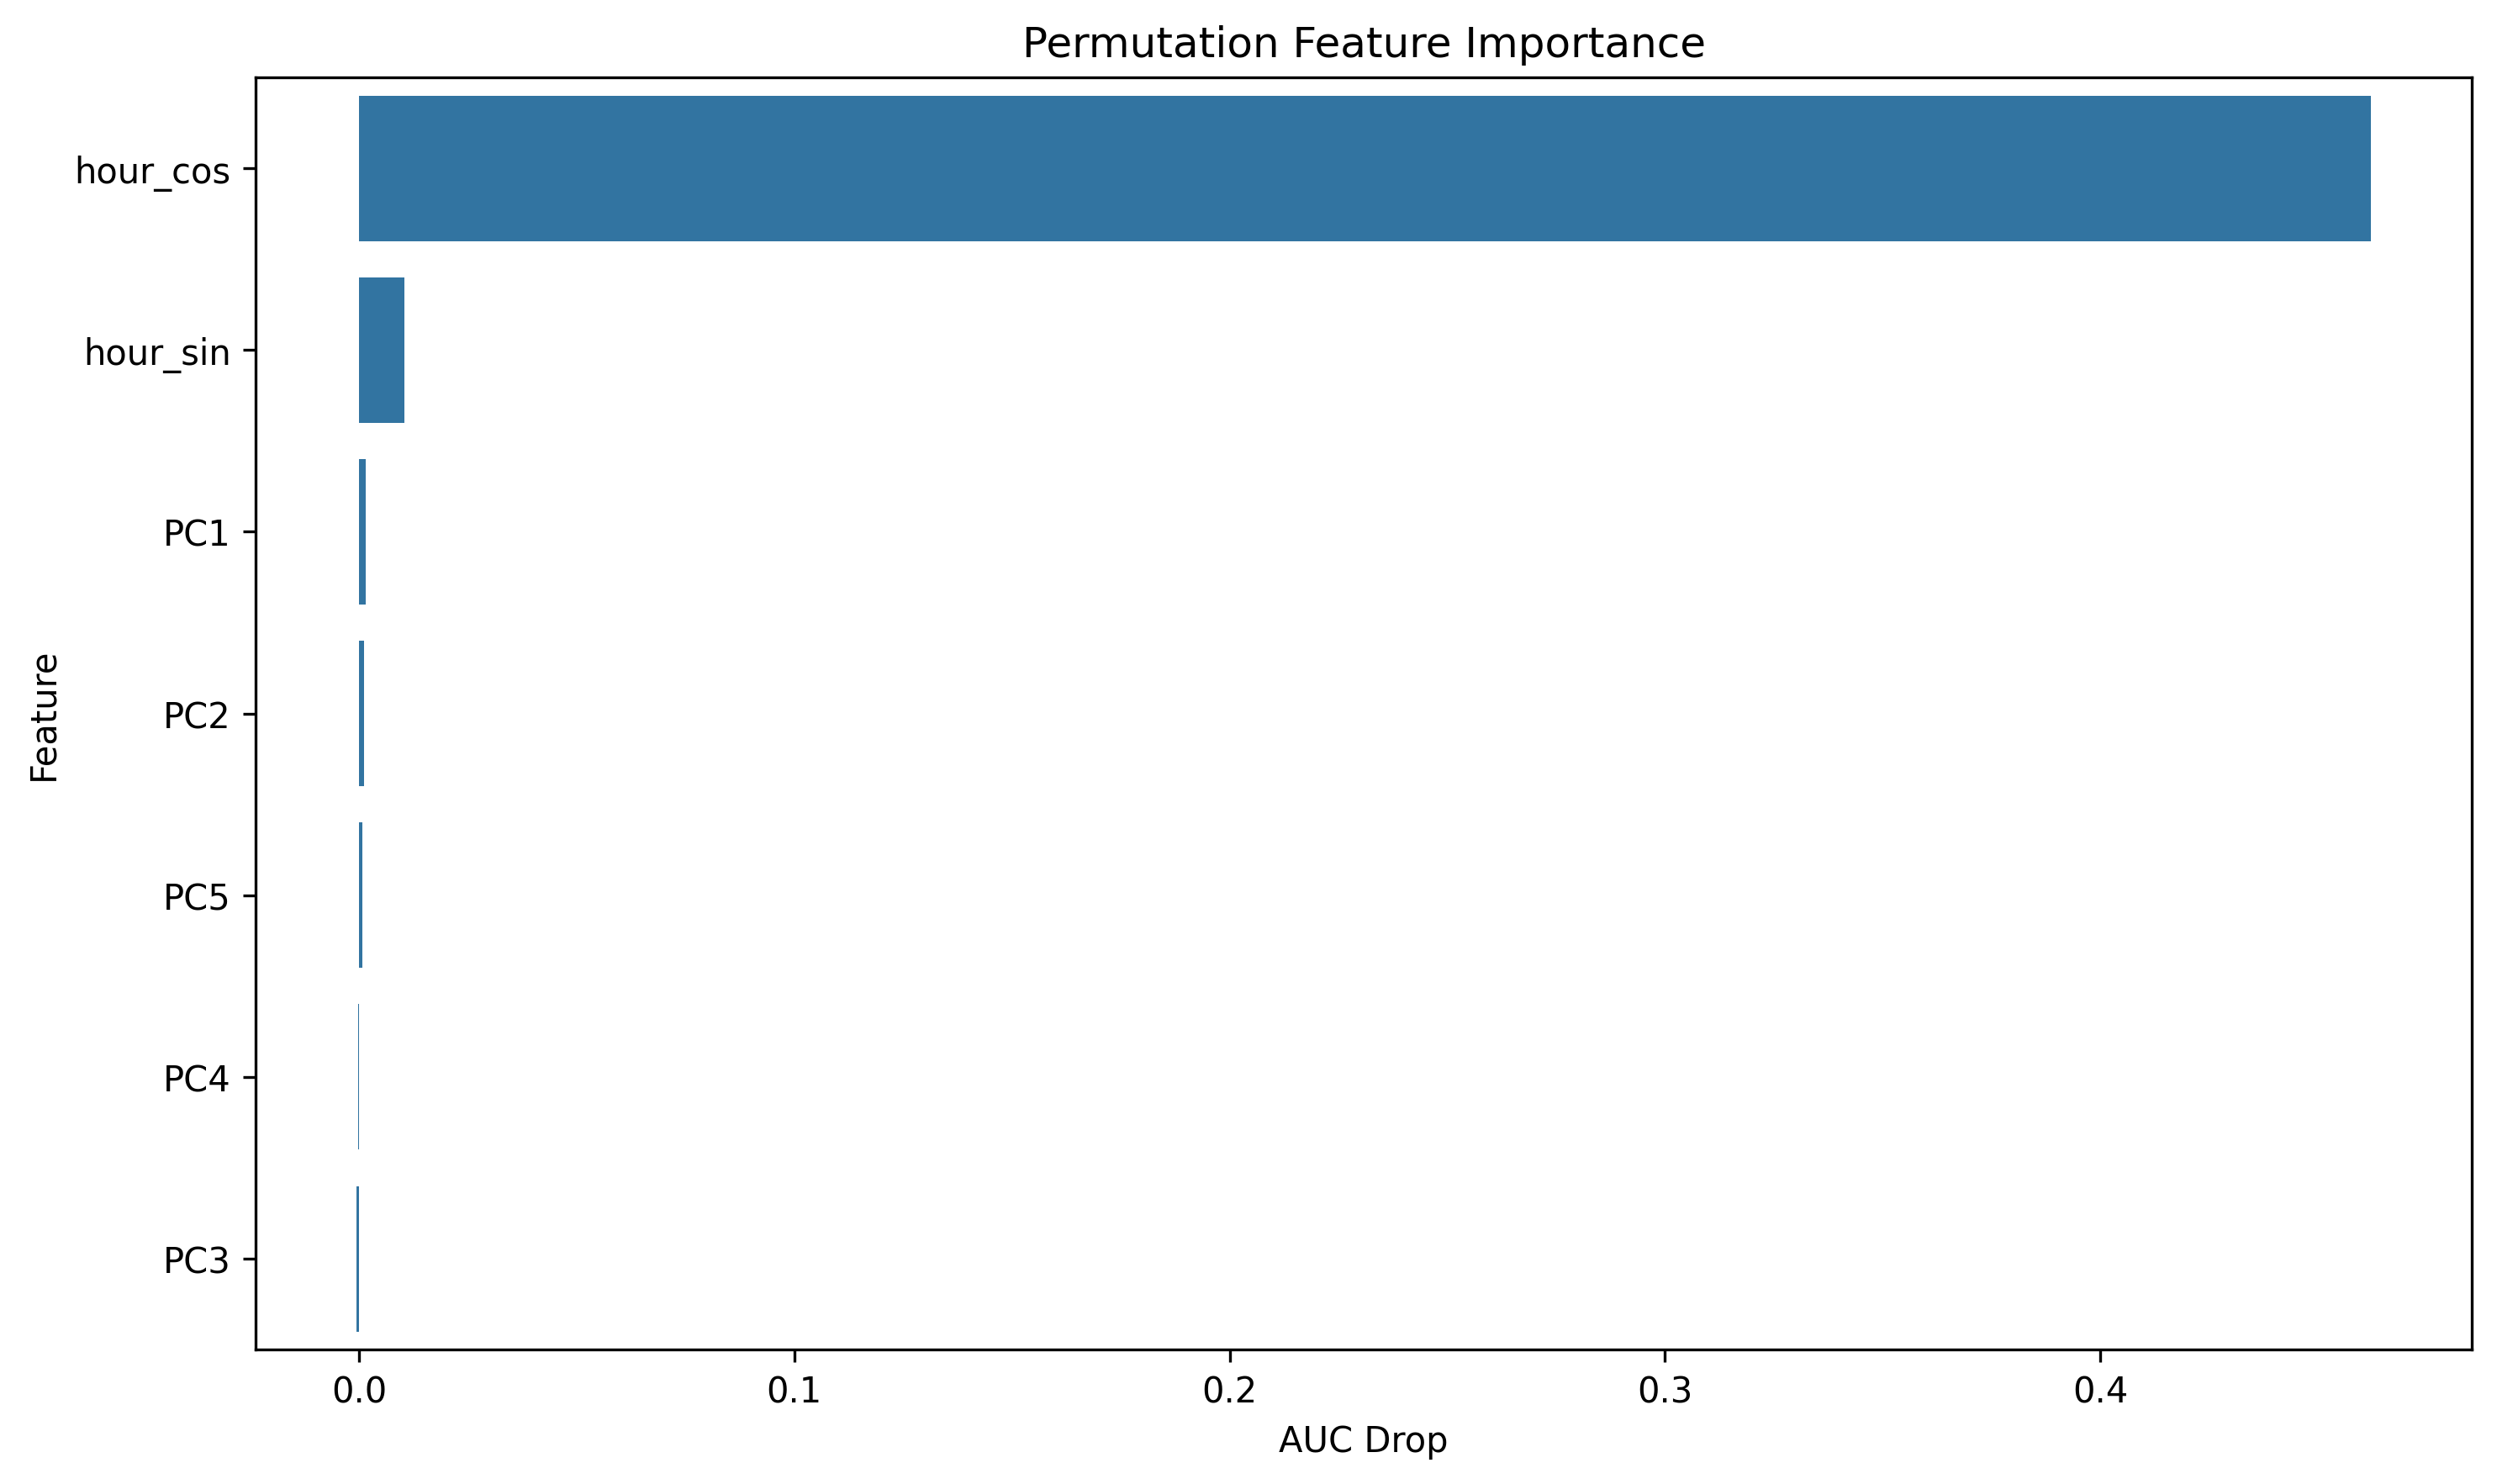 Permutation Feature Importance
hour_cos
hour_sin
PC1
PC2
PC5
PC4
PC3
Feature
0.0 0.1 0.2 0.3 0.4
AUC Drop